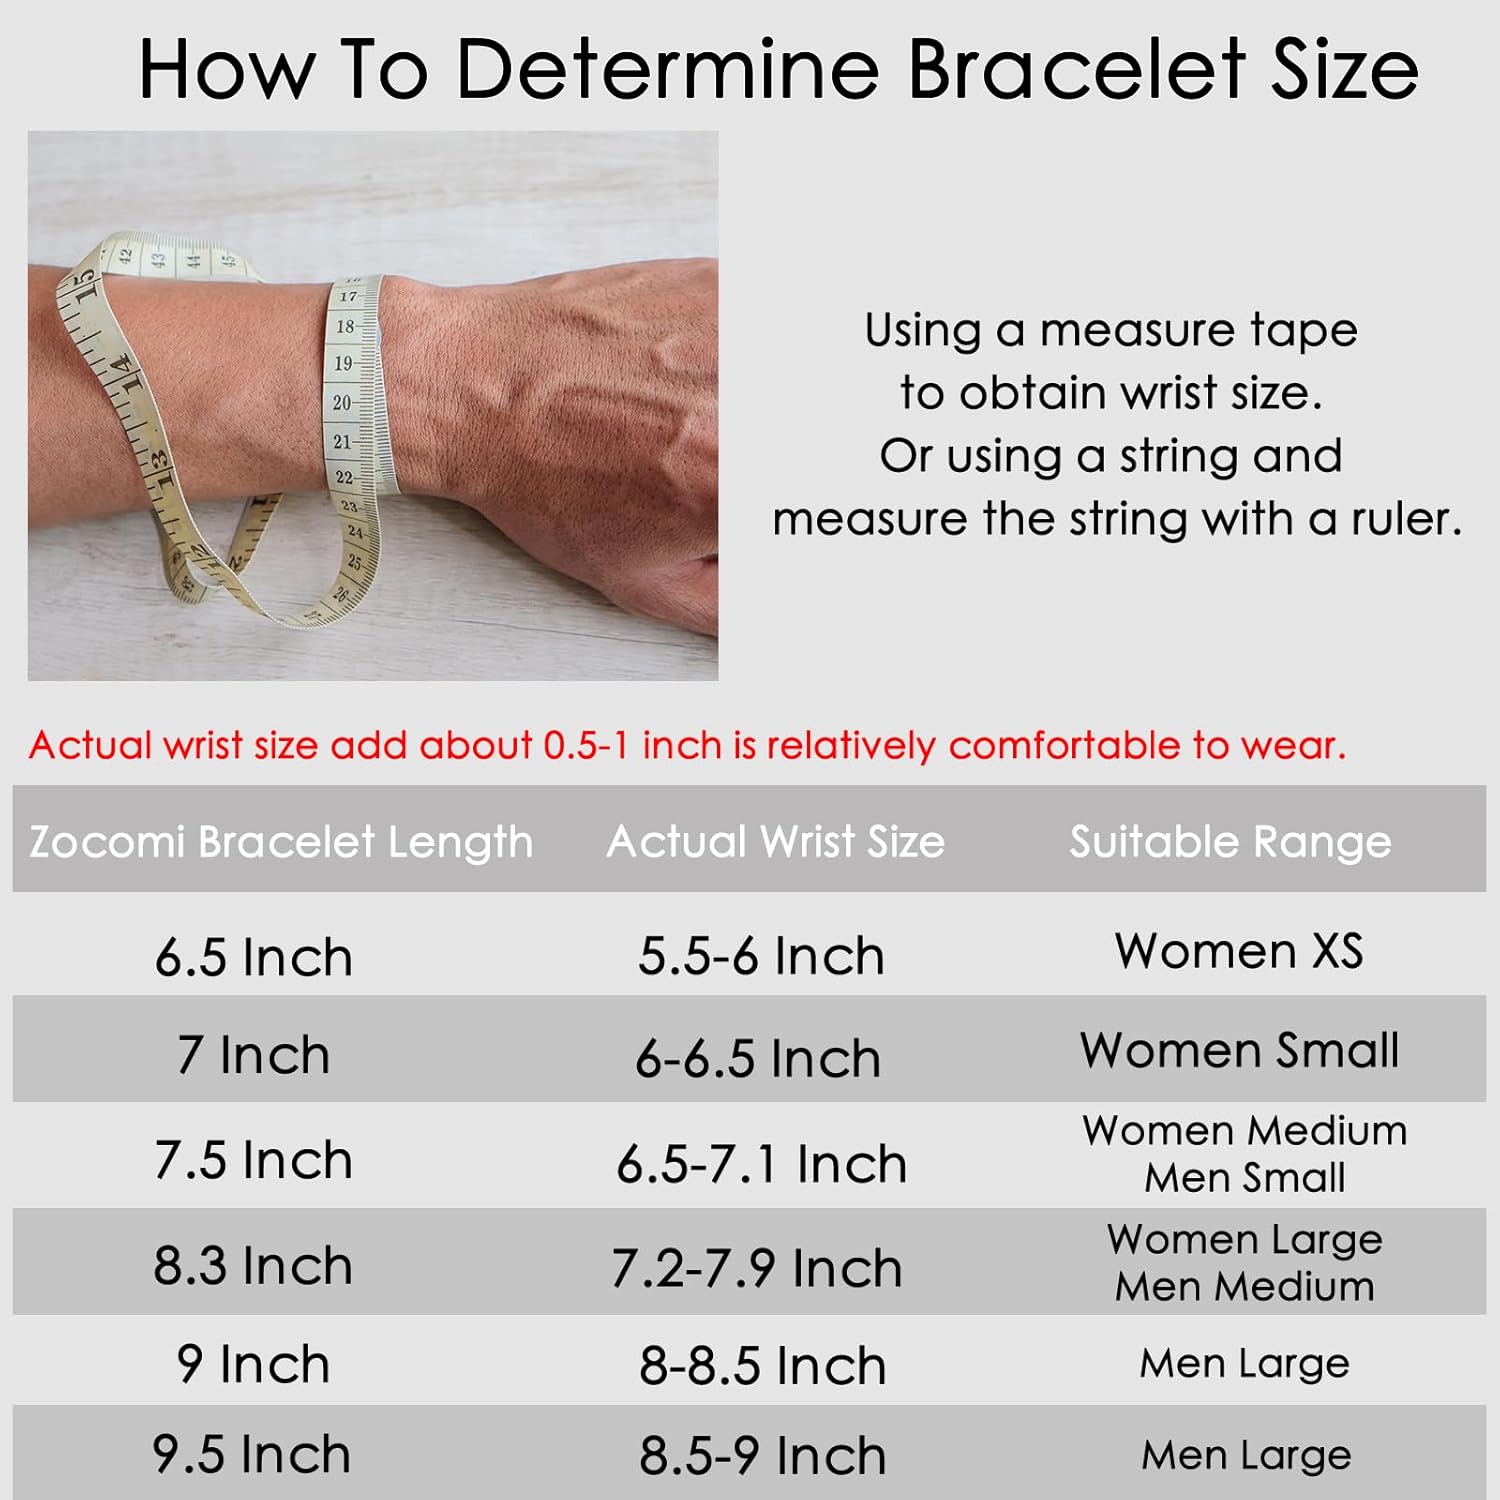 How To Determine Bracelet Size
42 43 44 45
15
14
13
12
17
18
19
20
21
22
23
24
25
26
27
Using a measure tape
to obtain wrist size.
Or using a string and
measure the string with a ruler.
Actual wrist size add about 0.5-1 inch is relatively comfortable to wear.
Zocomi Bracelet Length Actual Wrist Size Suitable Range
6.5 Inch 5.5-6 Inch Women XS
7 Inch 6-6.5 Inch Women Small
7.5 Inch 6.5-7.1 Inch Women Medium
Men Small
8.3 Inch 7.2-7.9 Inch Women Large
Men Medium
9 Inch 8-8.5 Inch Men Large
9.5 Inch 8.5-9 Inch Men Large